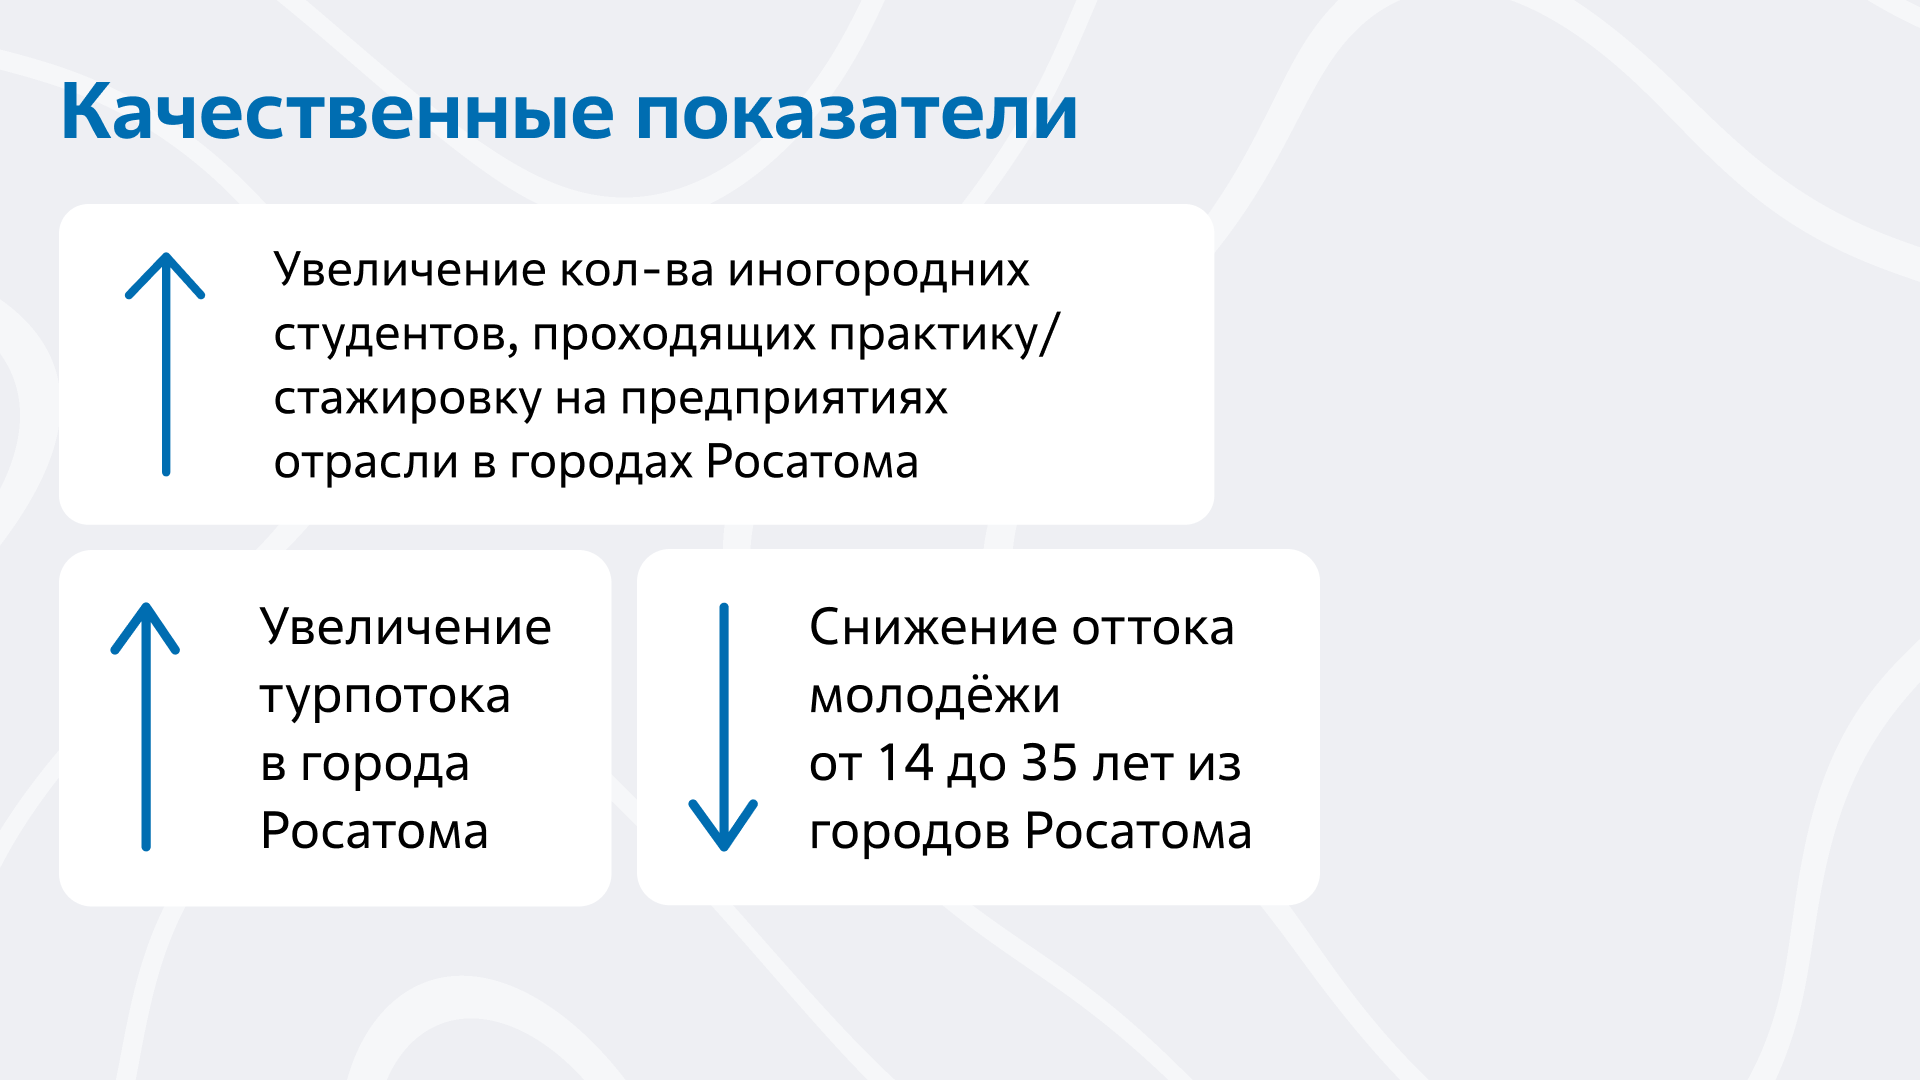 Качественные показатели
Увеличение кол-ва иногородних
студентов, проходящих практику/
стажировку на предприятиях
отрасли в городах Росатома
Увеличение
турпотока
в города
Росатома
Снижение оттока
молодёжи
от 14 до 35 лет из
городов Росатома